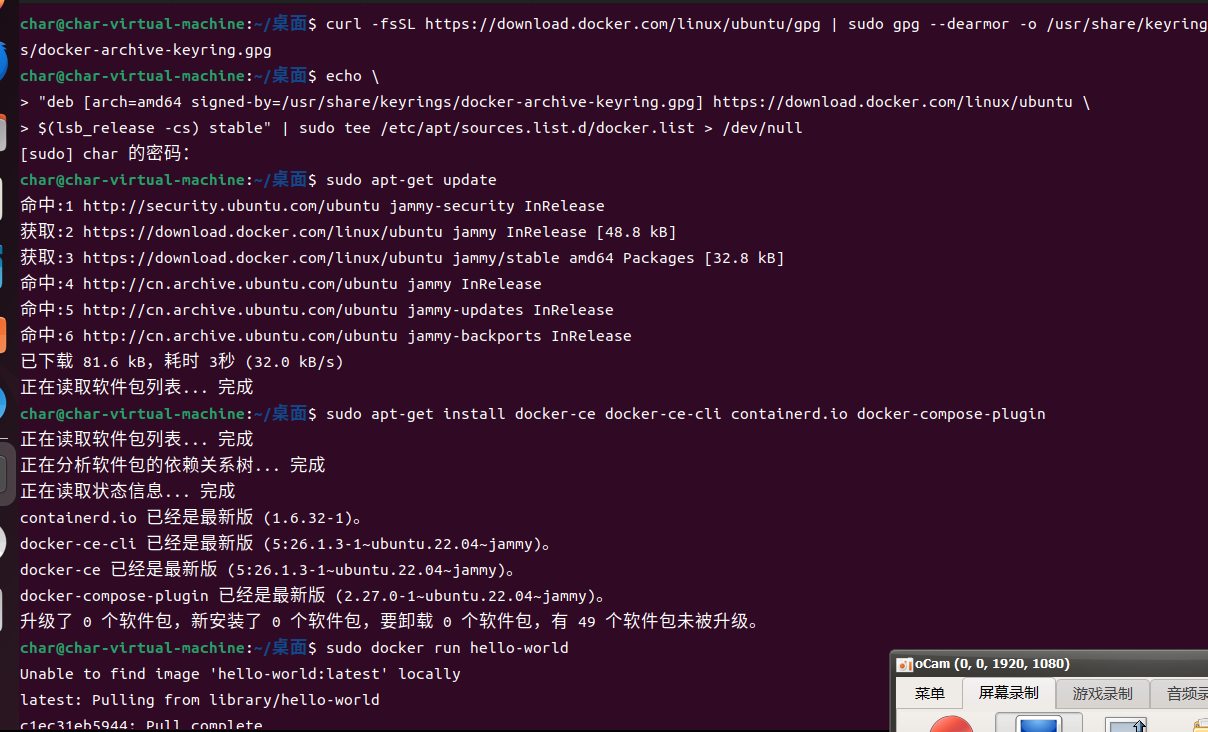 char@char-virtual-machine:~/桌面$ curl -fsSL https://download.docker.com/linux/ubuntu/gpg | sudo gpg --dearmor -o /usr/share/keyring
s/docker-archive-keyring.gpg
char@char-virtual-machine:~/桌面$ echo \
> "deb [arch=amd64 signed-by=/usr/share/keyrings/docker-archive-keyring.gpg] https://download.docker.com/linux/ubuntu \
> $(lsb_release -cs) stable" | sudo tee /etc/apt/sources.list.d/docker.list > /dev/null
[sudo] char 的密码：
char@char-virtual-machine:~/桌面$ sudo apt-get update
命中:1 http://security.ubuntu.com/ubuntu jammy-security InRelease
获取:2 https://download.docker.com/linux/ubuntu jammy InRelease [48.8 kB]
获取:3 https://download.docker.com/linux/ubuntu jammy/stable amd64 Packages [32.8 kB]
命中:4 http://cn.archive.ubuntu.com/ubuntu jammy InRelease
命中:5 http://cn.archive.ubuntu.com/ubuntu jammy-updates InRelease
命中:6 http://cn.archive.ubuntu.com/ubuntu jammy-backports InRelease
已下载 81.6 kB，耗时 3秒 (32.0 kB/s)
正在读取软件包列表... 完成
char@char-virtual-machine:~/桌面$ sudo apt-get install docker-ce docker-ce-cli containerd.io docker-compose-plugin
正在读取软件包列表... 完成
正在分析软件包的依赖关系树... 完成
正在读取状态信息... 完成
containerd.io 已经是最新版 (1.6.32-1)。
docker-ce-cli 已经是最新版 (5:26.1.3-1~ubuntu.22.04~jammy)。
docker-ce 已经是最新版 (5:26.1.3-1~ubuntu.22.04~jammy)。
docker-compose-plugin 已经是最新版 (2.27.0-1~ubuntu.22.04~jammy)。
升级了 0 个软件包，新安装了 0 个软件包，要卸载 0 个软件包，有 49 个软件包未被升级。
char@char-virtual-machine:~/桌面$ sudo docker run hello-world
Unable to find image 'hello-world:latest' locally
latest: Pulling from library/hello-world
c1ec31eb5944: Pull complete
oCam (0, 0, 1920, 1080)
菜单 屏幕录制 游戏录制 音频录